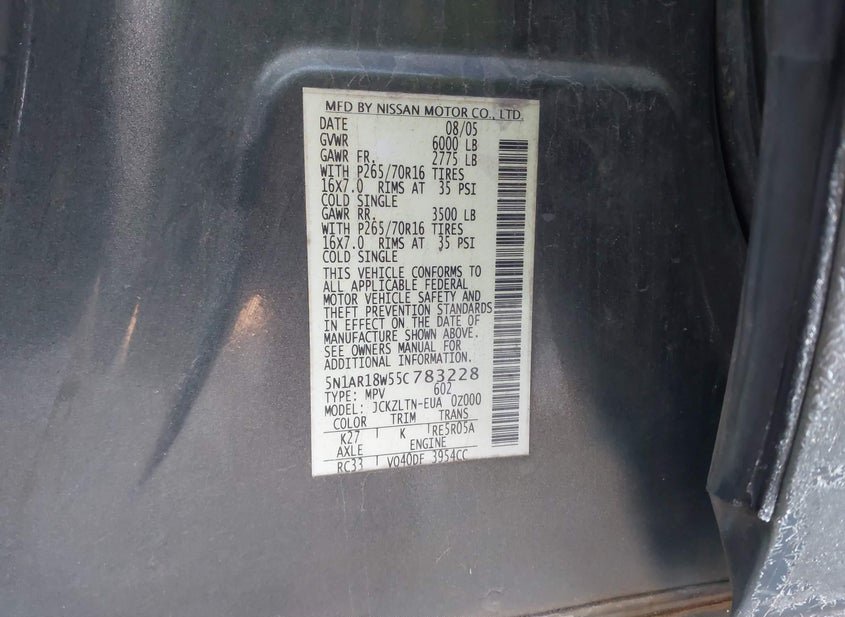 MFD BY NISSAN MOTOR CO., LTD.
DATE 08/05
GVWR 6000 LB
GAWR FR. 2775 LB
WITH P265/70R16 TIRES
16X7.0 RIMS AT 35 PSI
COLD SINGLE
GAWR RR. 3500 LB
WITH P265/70R16 TIRES
16X7.0 RIMS AT 35 PSI
COLD SINGLE
THIS VEHICLE CONFORMS TO
ALL APPLICABLE FEDERAL
MOTOR VEHICLE SAFETY AND
THEFT PREVENTION STANDARDS
IN EFFECT ON THE DATE OF
MANUFACTURE SHOWN ABOVE.
SEE OWNERS MANUAL FOR
ADDITIONAL INFORMATION.
5N1AR18W55C783228
TYPE: MPV 602
MODEL: JCKZLTN-EUA 0Z000
COLOR TRIM TRANS
K27 K RE5R05A
AXLE ENGINE
RC33 VQ40DE 3954CC